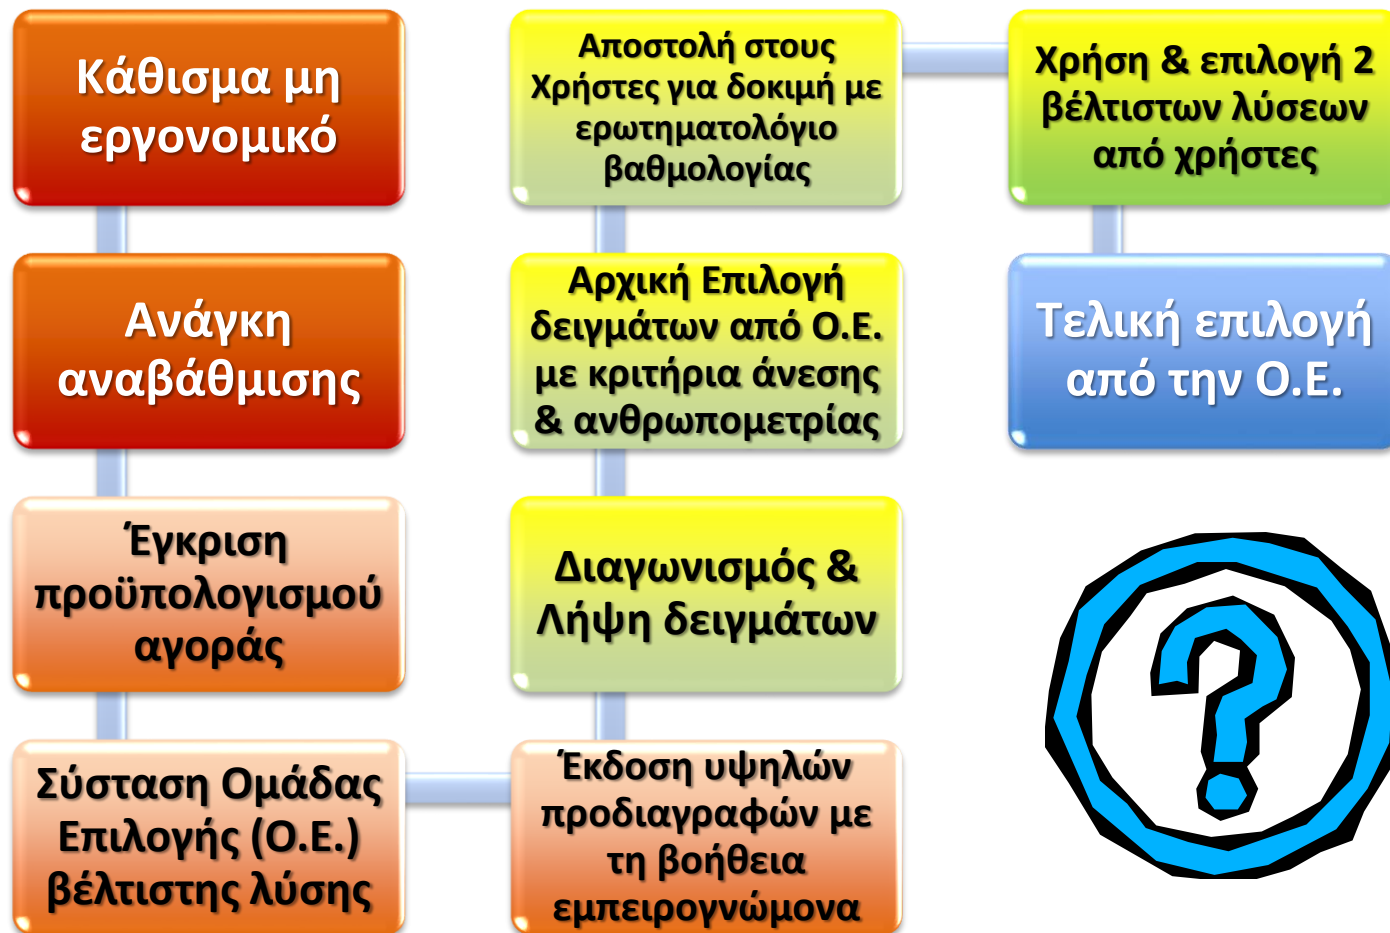 Κάθισμα μη
εργονομικό
Ανάγκη
αναβάθμισης
Έγκριση
προϋπολογισμού
αγοράς
Σύσταση Ομάδας
Επιλογής (Ο.Ε.)
βέλτιστης λύσης
Έκδοση υψηλών
προδιαγραφών με
τη βοήθεια
εμπειρογνώμονα
Διαγωνισμός &
Λήψη δειγμάτων
Αρχική Επιλογή
δειγμάτων από Ο.Ε.
με κριτήρια άνεσης
& ανθρωπομετρίας
Αποστολή στους
Χρήστες για δοκιμή με
ερωτηματολόγιο
βαθμολογίας
Χρήση & επιλογή 2
βέλτιστων λύσεων
από χρήστες
Τελική επιλογή
από την Ο.Ε.
?